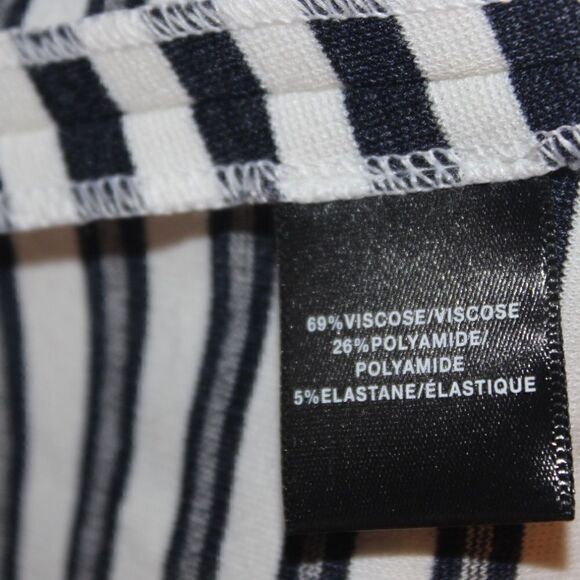 69%VISCOSE/VISCOSE
26%POLYAMIDE/
POLYAMIDE
5%ELASTANE/ÉLASTIQUE